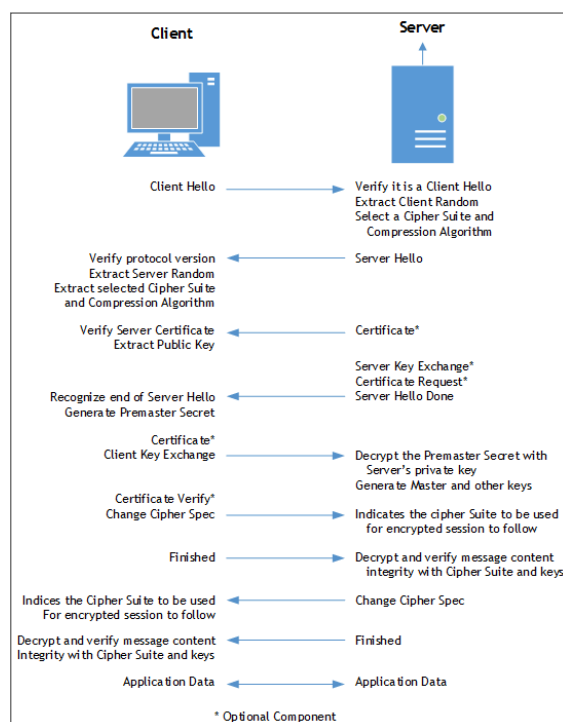 Client
Server
Client Hello
Verify it is a Client Hello
Extract Client Random
Select a Cipher Suite and
Compression Algorithm
Verify protocol version
Extract Server Random
Extract selected Cipher Suite
and Compression Algorithm
Server Hello
Verify Server Certificate
Extract Public Key
Certificate*
Server Key Exchange*
Certificate Request*
Server Hello Done
Recognize end of Server Hello
Generate Premaster Secret
Certificate*
Client Key Exchange
Decrypt the Premaster Secret with
Server's private key
Generate Master and other keys
Certificate Verify*
Change Cipher Spec
Indicates the cipher Suite to be used
for encrypted session to follow
Finished
Decrypt and verify message content
integrity with Cipher Suite and keys
Indices the Cipher Suite to be used
For encrypted session to follow
Change Cipher Spec
Decrypt and verify message content
Integrity with Cipher Suite and keys
Finished
Application Data
Application Data
* Optional Component